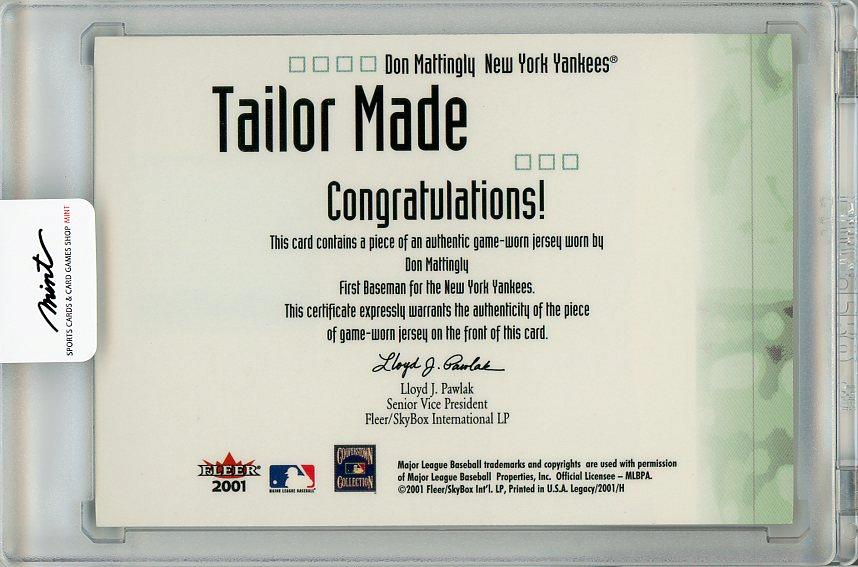 Don Mattingly New York Yankees®
Tailor Made
Congratulations!
This card contains a piece of an authentic game-worn jersey worn by
Don Mattingly
First Baseman for the New York Yankees.
This certificate expressly warrants the authenticity of the piece
of game-worn jersey on the front of this card.
Lloyd J. Pawlak
Lloyd J. Pawlak
Senior Vice President
Fleer/SkyBox International LP
FLEER®
2001
MAJOR LEAGUE BASEBALL
COOPERSTOWN
COLLECTION
Major League Baseball trademarks and copyrights are used with permission
of Major League Baseball Properties, Inc. Official Licensee – MLBPA.
©2001 Fleer/SkyBox Int'l. LP, Printed in U.S.A. Legacy/2001/H
mint
SPORTS CARDS & CARD GAMES SHOP MINT